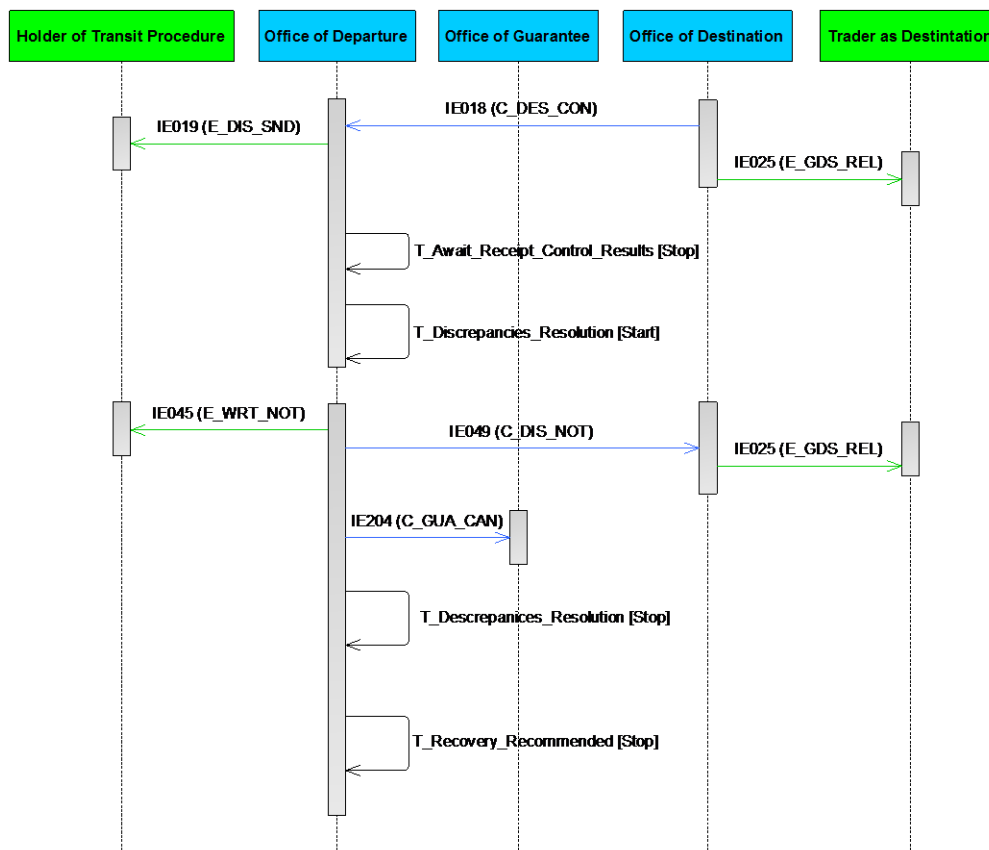 Holder of Transit Procedure
Office of Departure
Office of Guarantee
Office of Destination
Trader as Destintation
IE018 (C_DES_CON)
IE019 (E_DIS_SND)
IE025 (E_GDS_REL)
T_Await_Receipt_Control_Results [Stop]
T_Discrepancies_Resolution [Start]
IE045 (E_WRT_NOT)
IE049 (C_DIS_NOT)
IE025 (E_GDS_REL)
IE204 (C_GUA_CAN)
T_Descrepanices_Resolution [Stop]
T_Recovery_Recommended [Stop]